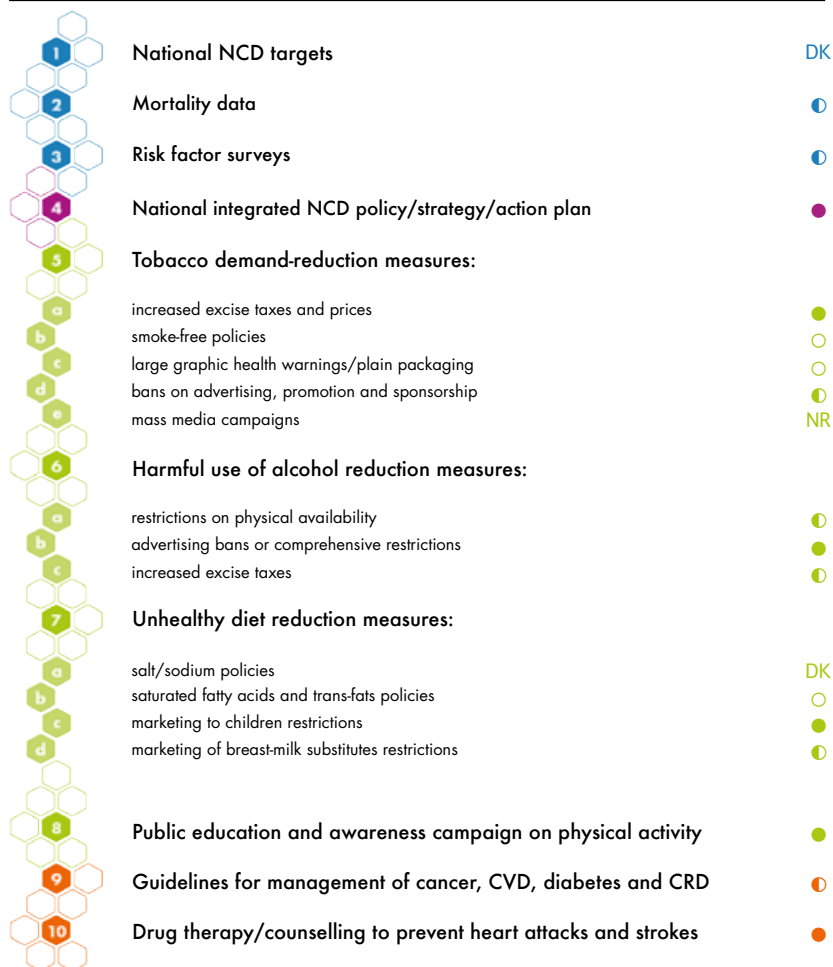 1 National NCD targets DK
2 Mortality data ◐
3 Risk factor surveys ◐
4 National integrated NCD policy/strategy/action plan ●
5 Tobacco demand-reduction measures:
a increased excise taxes and prices ●
b smoke-free policies ○
c large graphic health warnings/plain packaging ○
d bans on advertising, promotion and sponsorship ◐
e mass media campaigns NR
6 Harmful use of alcohol reduction measures:
a restrictions on physical availability ◐
b advertising bans or comprehensive restrictions ●
c increased excise taxes ◐
7 Unhealthy diet reduction measures:
a salt/sodium policies DK
b saturated fatty acids and trans-fats policies ○
c marketing to children restrictions ●
d marketing of breast-milk substitutes restrictions ◐
8 Public education and awareness campaign on physical activity ●
9 Guidelines for management of cancer, CVD, diabetes and CRD ◐
10 Drug therapy/counselling to prevent heart attacks and strokes ●